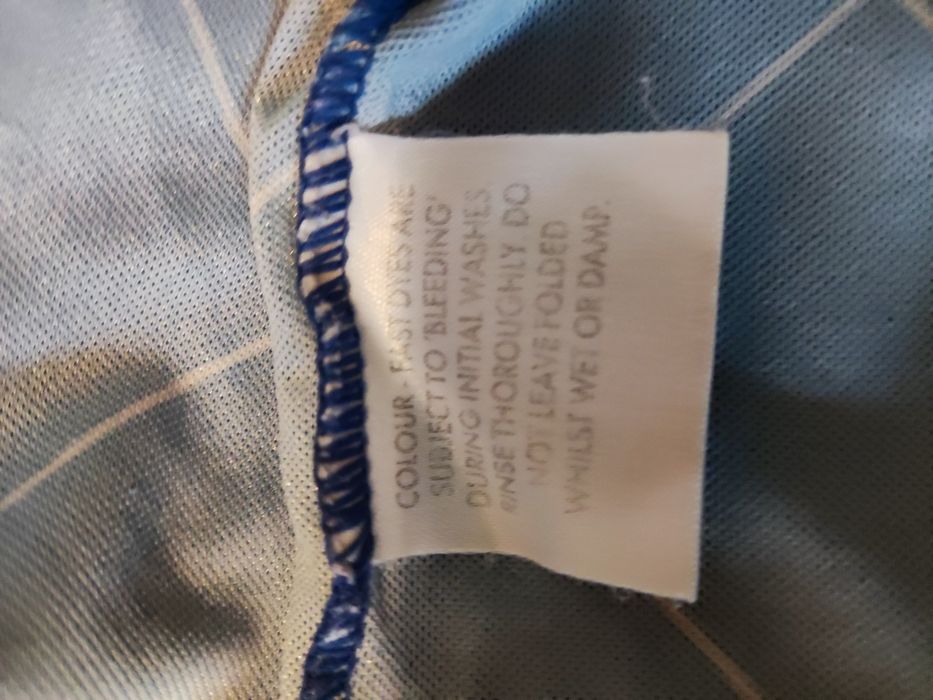 COLOUR - FAST DYES ARE
SUBJECT TO 'BLEEDING'
DURING INITIAL WASHES.
RINSE THOROUGHLY. DO
NOT LEAVE FOLDED
WHILST WET OR DAMP.